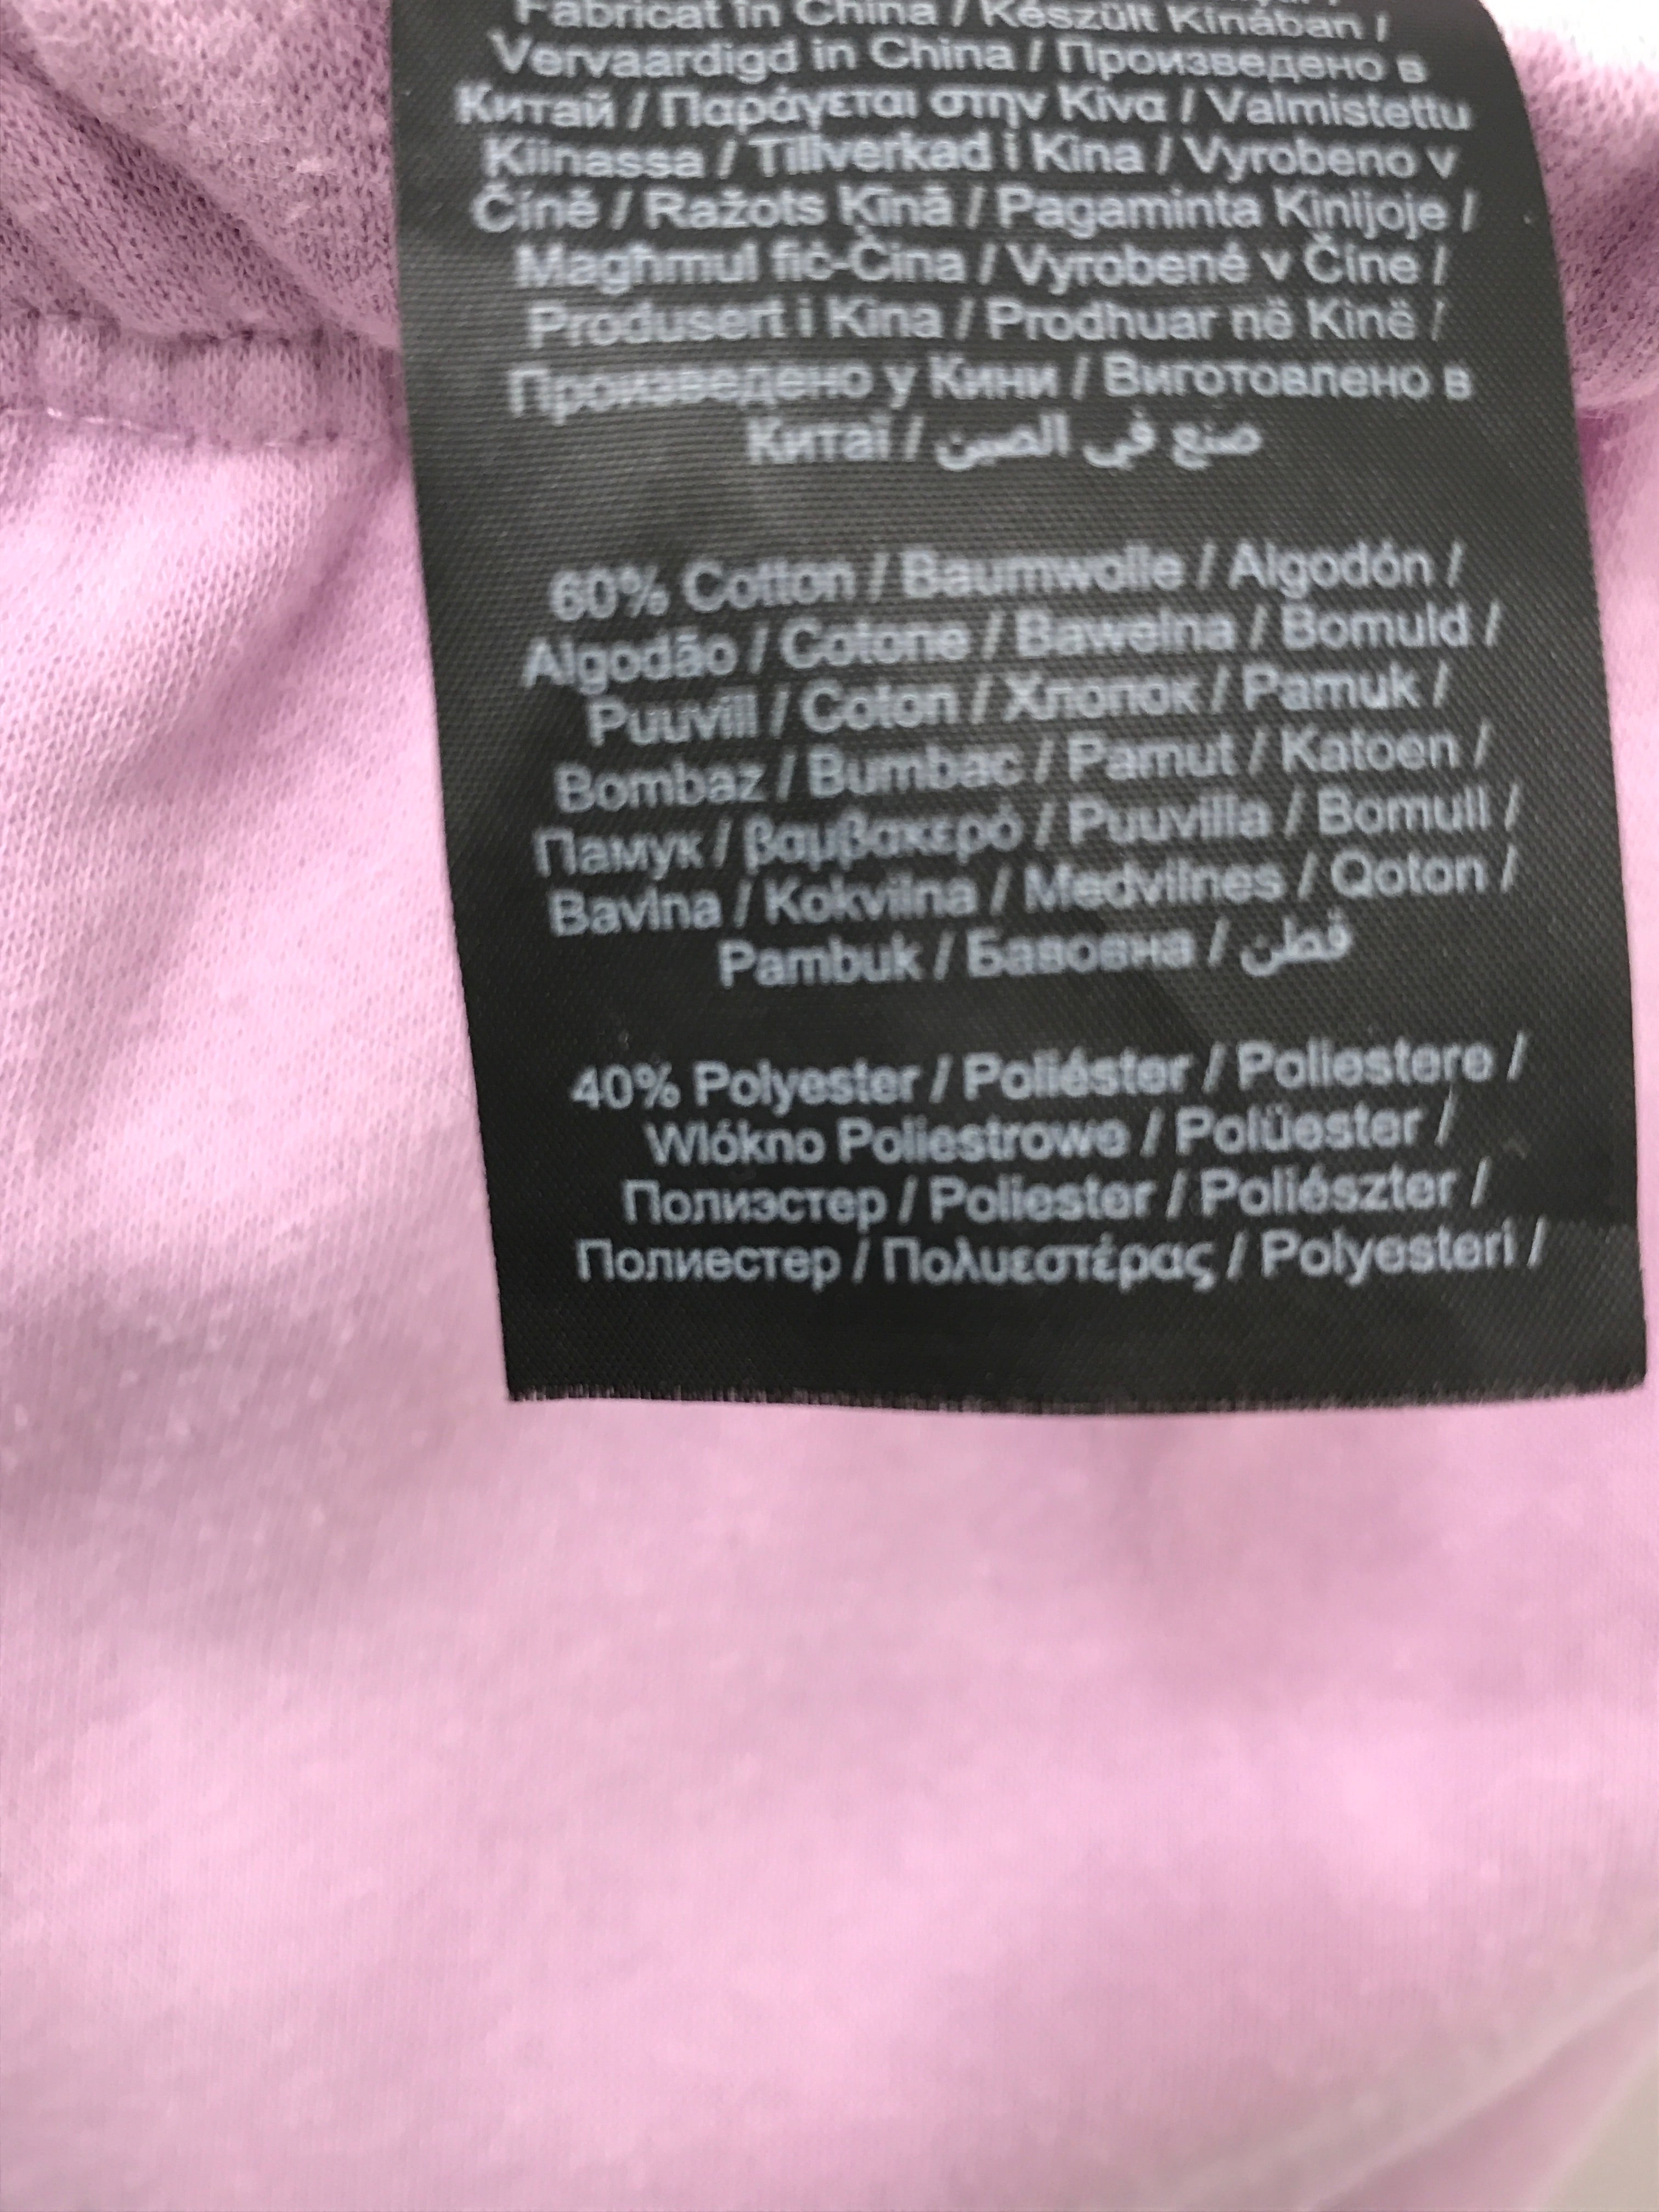 Fabricat în China / Készült Kínában /
Vervaardigd in China / Произведено в
Китай / Παράγεται στην Κίνα / Valmistettu
Kiinassa / Tillverkad i Kina / Vyrobeno v
Číně / Ražots Ķīnā / Pagaminta Kinijoje /
Magħmul fiċ-Ċina / Vyrobené v Číne /
Produsert i Kina / Prodhuar në Kinë /
Произведено у Кини / Виготовлено в
Китаї / صنع في الصين
60% Cotton / Baumwolle / Algodón /
Algodão / Cotone / Bawełna / Bomuld /
Puuvill / Coton / Хлопок / Pamuk /
Bombaž / Bumbac / Pamut / Katoen /
Памук / βαμβακερό / Puuvilla / Bomull /
Bavlna / Kokvilna / Medvilnes / Qoton /
Pambuk / Бавовна / قطن
40% Polyester / Poliéster / Poliestere /
Włókno Poliestrowe / Polüester /
Полиэстер / Poliester / Poliészter /
Полиестер / Πολυεστέρας / Polyesteri /